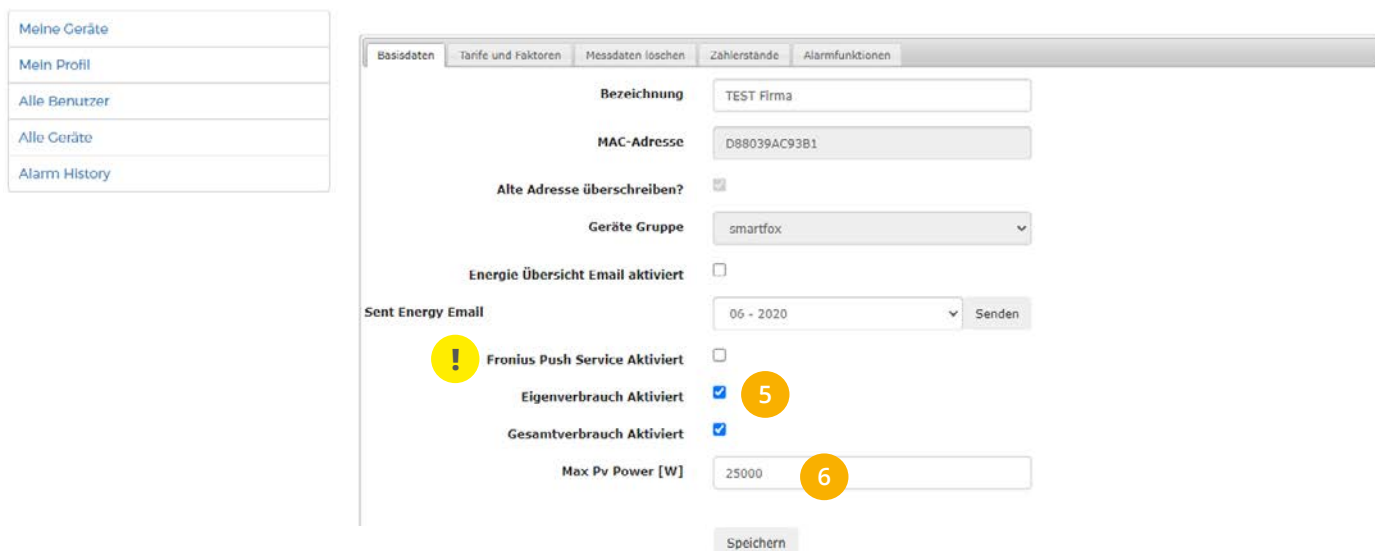 Meine Geräte
Mein Profil
Alle Benutzer
Alle Geräte
Alarm History
Basisdaten Tarife und Faktoren Messdaten löschen Zählerstände Alarmfunktionen
Bezeichnung TEST Firma
MAC-Adresse D88039AC93B1
Alte Adresse überschreiben?
Geräte Gruppe smartfox
Energie Übersicht Email aktiviert
Sent Energy Email 06 - 2020 Senden
! Fronius Push Service Aktiviert
Eigenverbrauch Aktiviert 5
Gesamtverbrauch Aktiviert
Max Pv Power [W] 25000 6
Speichern